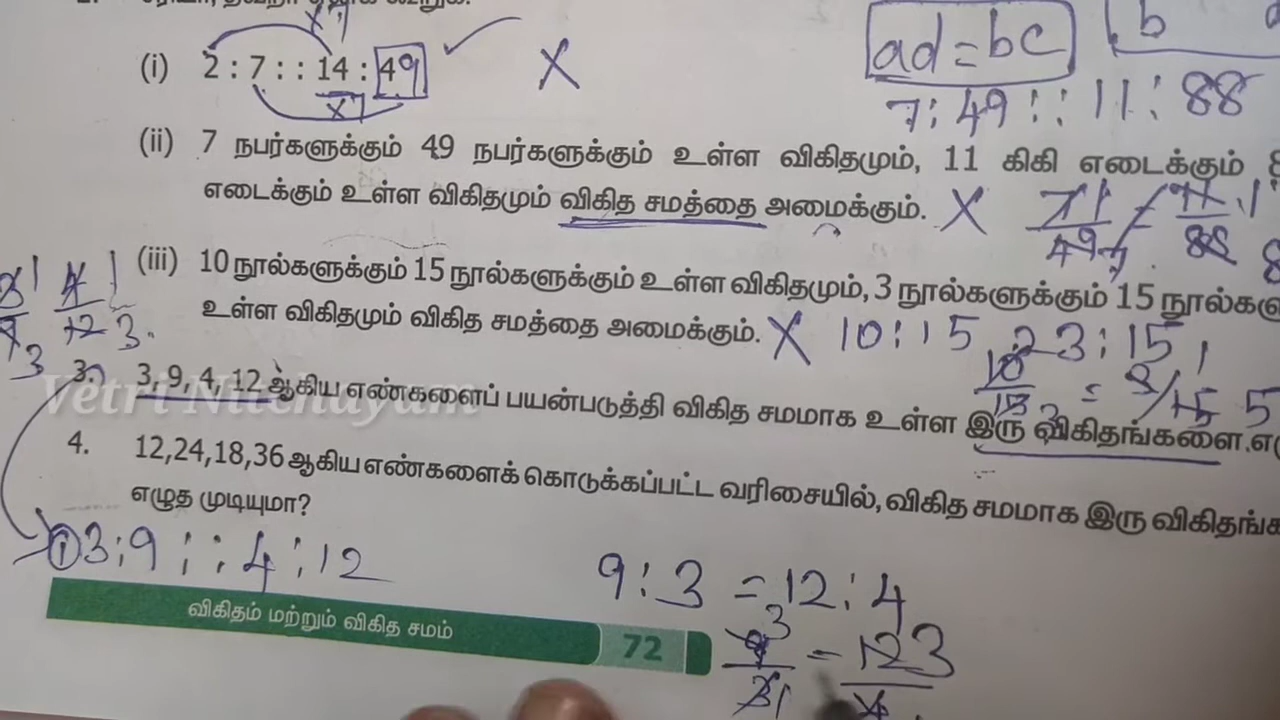 ad = bc
b
(i) 2 : 7 : : 14 : 49 X
x7
7 : 49 : : 11 : 88
(ii) 7 நபர்களுக்கும் 49 நபர்களுக்கும் உள்ள விகிதமும், 11 கிகி எடைக்கும்
எடைக்கும் உள்ள விகிதமும் விகித சமத்தை அமைக்கும். X
(iii) 10 நூல்களுக்கும் 15 நூல்களுக்கும் உள்ள விகிதமும், 3 நூல்களுக்கும் 15
உள்ள விகிதமும் விகித சமத்தை அமைக்கும். X 10 : 15 3 : 15
3. 3, 9, 4, 12 ஆகிய எண்களைப் பயன்படுத்தி விகித சமமாக உள்ள இரு விகிதங்களை
4. 12,24,18,36 ஆகிய எண்களைக் கொடுக்கப்பட்ட வரிசையில், விகித சமமாக இரு
எழுத முடியுமா?
① 3 : 9 : : 4 : 12
9 : 3 = 12 : 4
விகிதம் மற்றும் விகித சமம் 72
Vetri Nitchayam